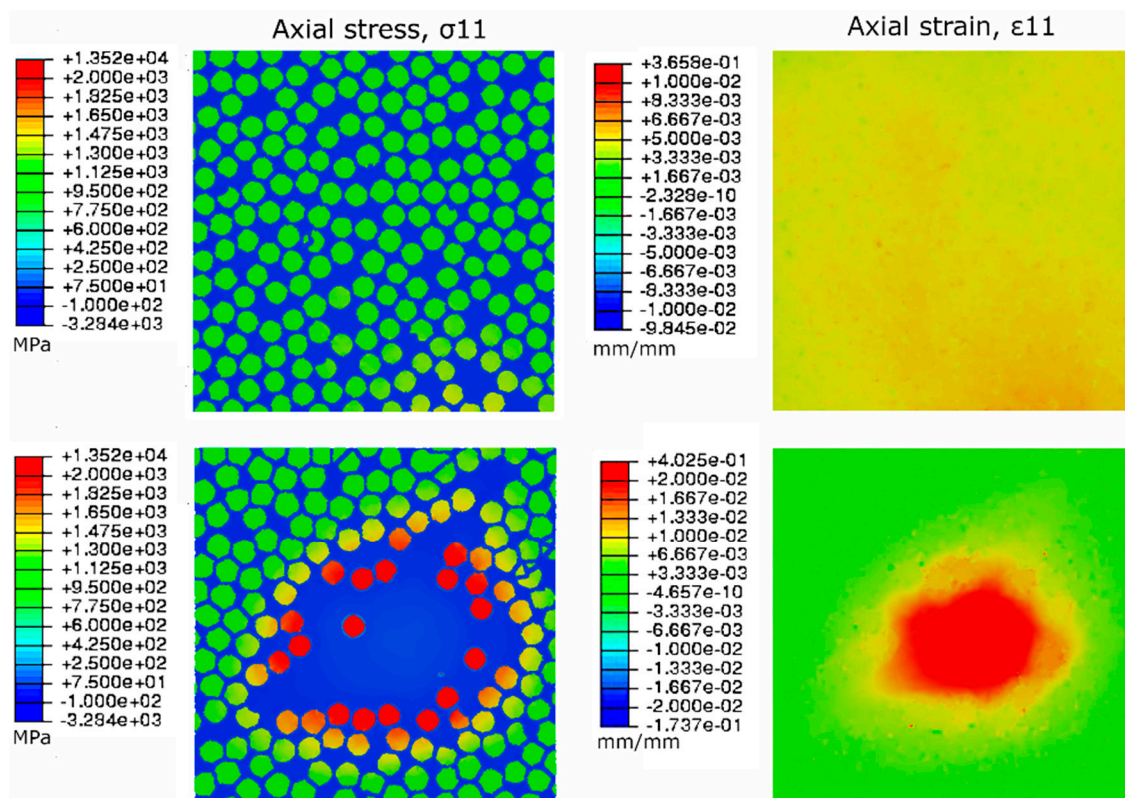 Axial stress, σ11
Axial strain, ε11
+1.352e+04
+2.000e+03
+1.825e+03
+1.650e+03
+1.475e+03
+1.300e+03
+1.125e+03
+9.500e+02
+7.750e+02
+6.000e+02
+4.250e+02
+2.500e+02
+7.500e+01
-1.000e+02
-3.284e+03
MPa
+3.658e-01
+1.000e-02
+8.333e-03
+6.667e-03
+5.000e-03
+3.333e-03
+1.667e-03
-2.328e-10
-1.667e-03
-3.333e-03
-5.000e-03
-6.667e-03
-8.333e-03
-1.000e-02
-9.845e-02
mm/mm
+1.352e+04
+2.000e+03
+1.825e+03
+1.650e+03
+1.475e+03
+1.300e+03
+1.125e+03
+9.500e+02
+7.750e+02
+6.000e+02
+4.250e+02
+2.500e+02
+7.500e+01
-1.000e+02
-3.284e+03
MPa
+4.025e-01
+2.000e-02
+1.667e-02
+1.333e-02
+1.000e-02
+6.667e-03
+3.333e-03
-4.657e-10
-3.333e-03
-6.667e-03
-1.000e-02
-1.333e-02
-1.667e-02
-2.000e-02
-1.737e-01
mm/mm